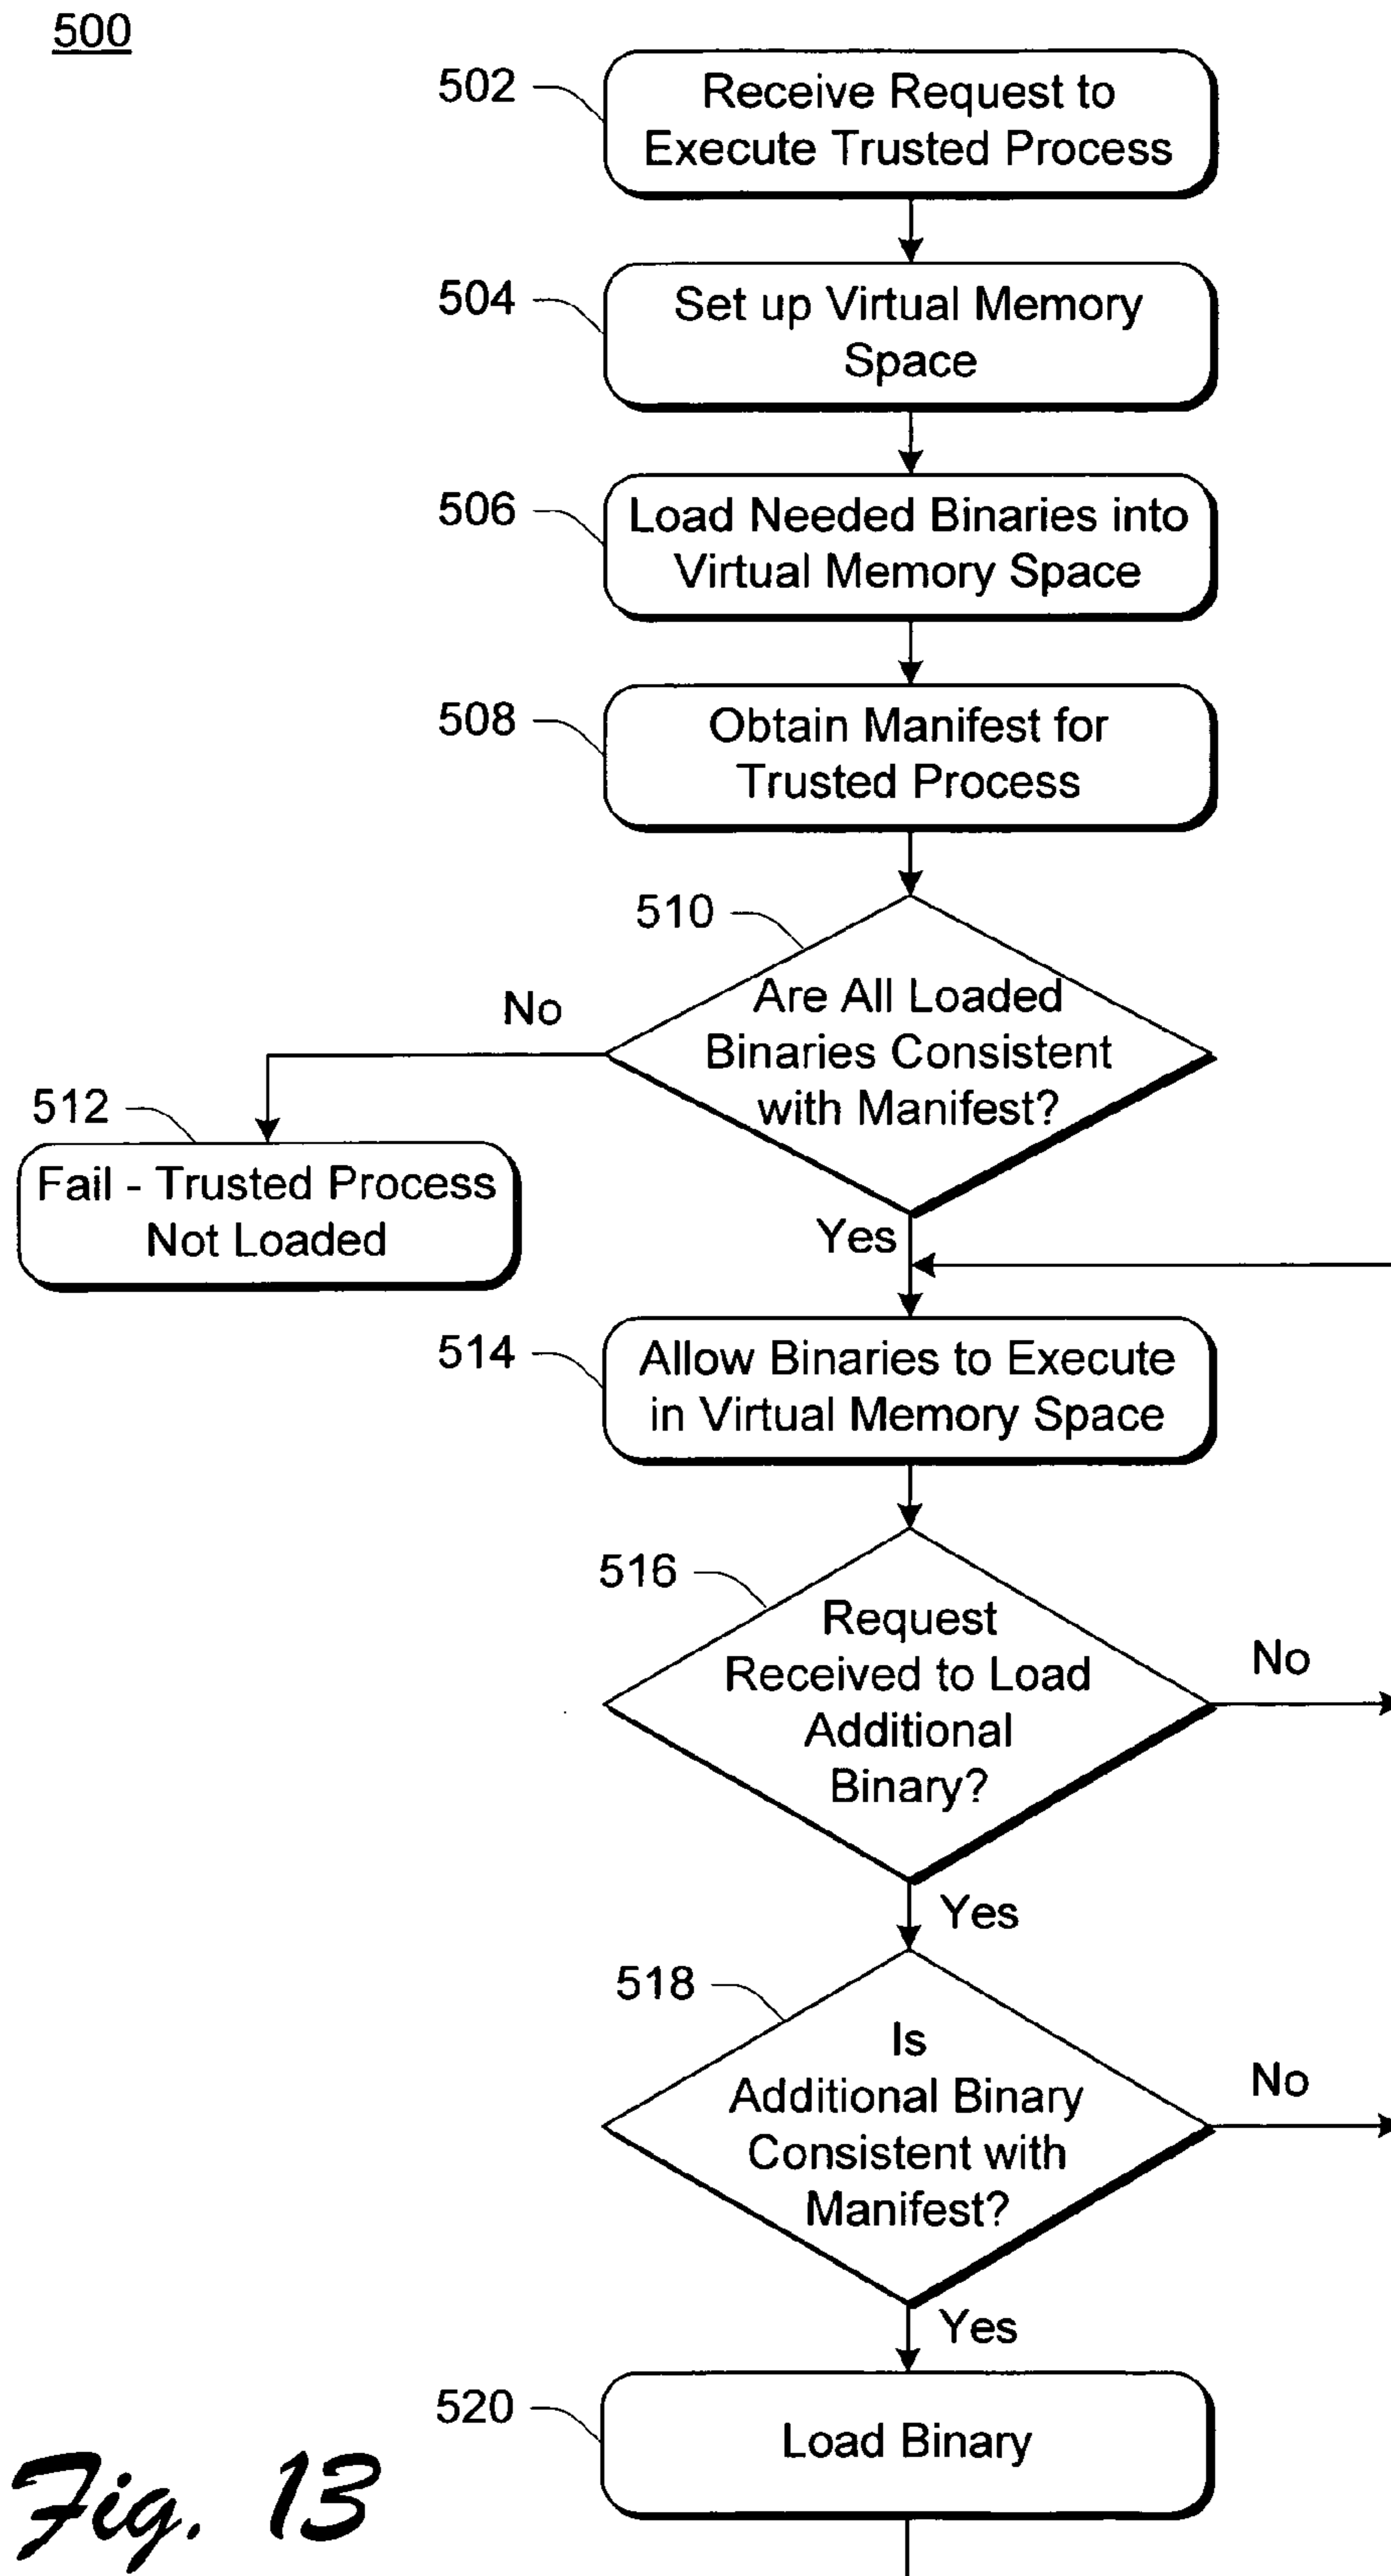 500
502
Receive Request to
Execute Trusted Process
504
Set up Virtual Memory
Space
506
Load Needed Binaries into
Virtual Memory Space
508
Obtain Manifest for
Trusted Process
510
Are All Loaded
Binaries Consistent
with Manifest?
No
512
Fail - Trusted Process
Not Loaded
Yes
514
Allow Binaries to Execute
in Virtual Memory Space
516
Request
Received to Load
Additional
Binary?
No
Yes
518
Is
Additional Binary
Consistent with
Manifest?
No
Yes
520
Load Binary
Fig. 13